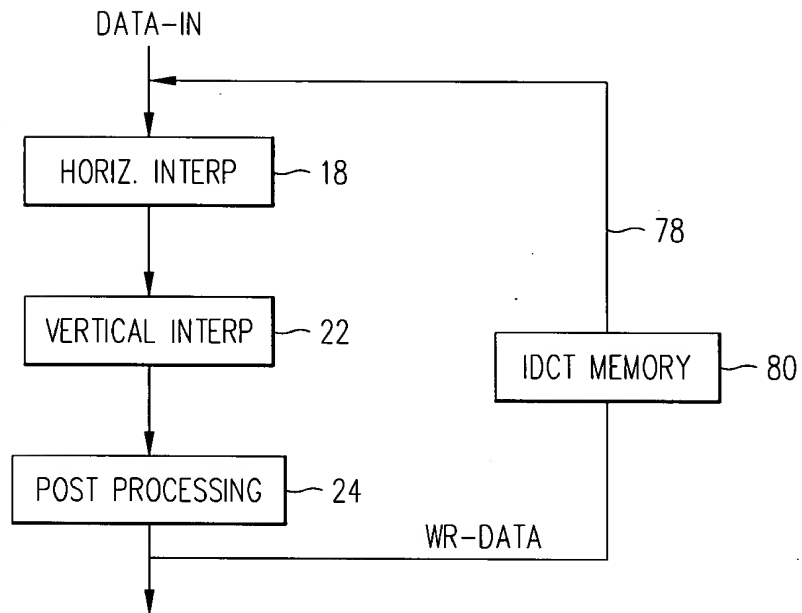 DATA-IN
HORIZ. INTERP
18
78
VERTICAL INTERP
22
IDCT MEMORY
80
POST PROCESSING
24
WR-DATA